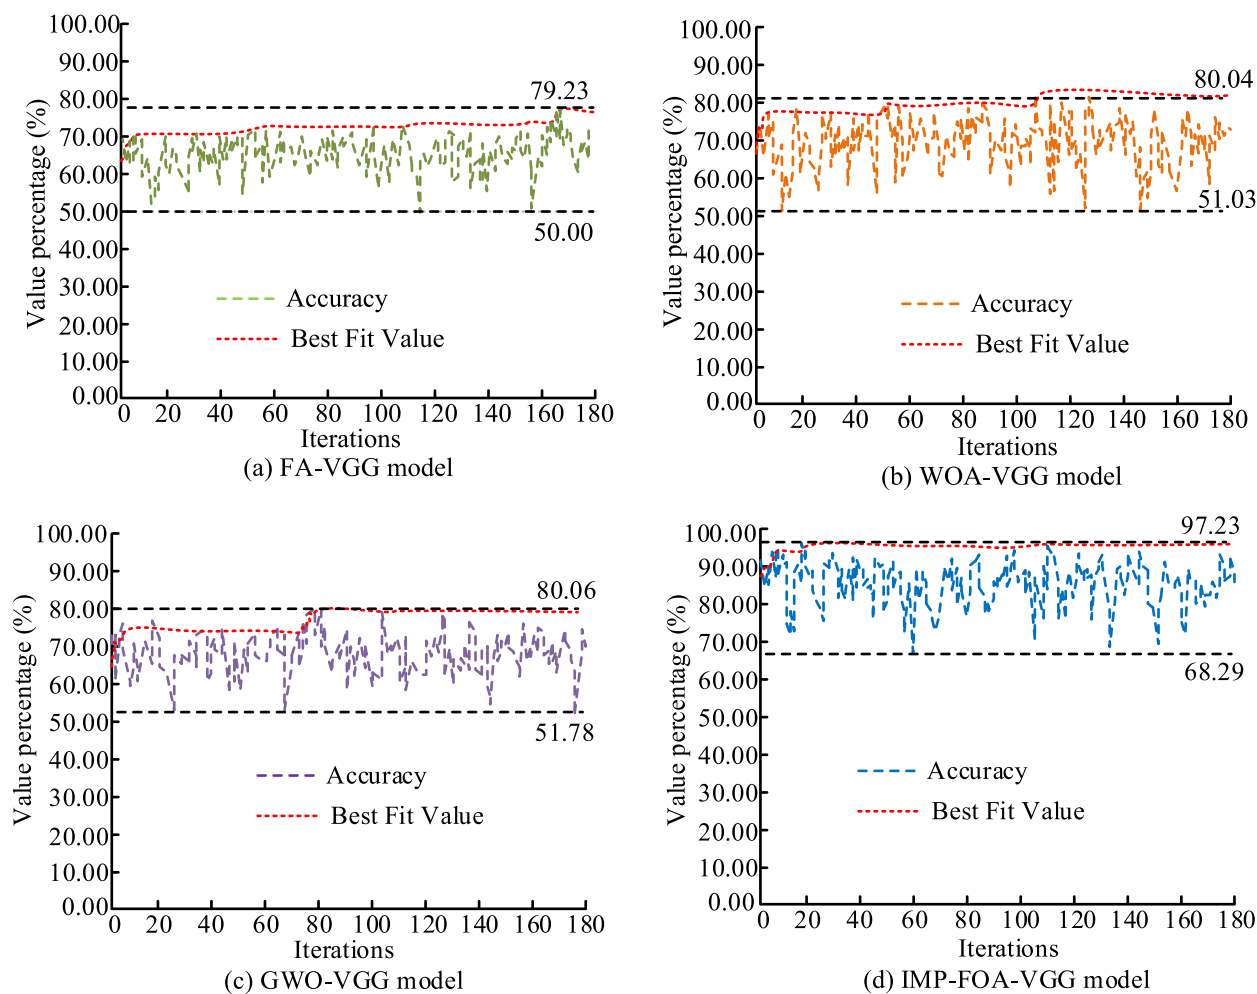 100.00
90.00
80.00
70.00
60.00
50.00
40.00
30.00
20.00
10.00
0.00
Value percentage (%)
79.23
50.00
Accuracy
Best Fit Value
0 20 40 60 80 100 120 140 160 180
Iterations
(a) FA-VGG model
100.00
90.00
80.00
70.00
60.00
50.00
40.00
30.00
20.00
10.00
0.00
Value percentage (%)
80.04
51.03
Accuracy
Best Fit Value
0 20 40 60 80 100 120 140 160 180
Iterations
(b) WOA-VGG model
100.00
90.00
80.00
70.00
60.00
50.00
40.00
30.00
20.00
10.00
0.00
Value percentage (%)
80.06
51.78
Accuracy
Best Fit Value
0 20 40 60 80 100 120 140 160 180
Iterations
(c) GWO-VGG model
100.00
90.00
80.00
70.00
60.00
50.00
40.00
30.00
20.00
10.00
0.00
Value percentage (%)
97.23
68.29
Accuracy
Best Fit Value
0 20 40 60 80 100 120 140 160 180
Iterations
(d) IMP-FOA-VGG model